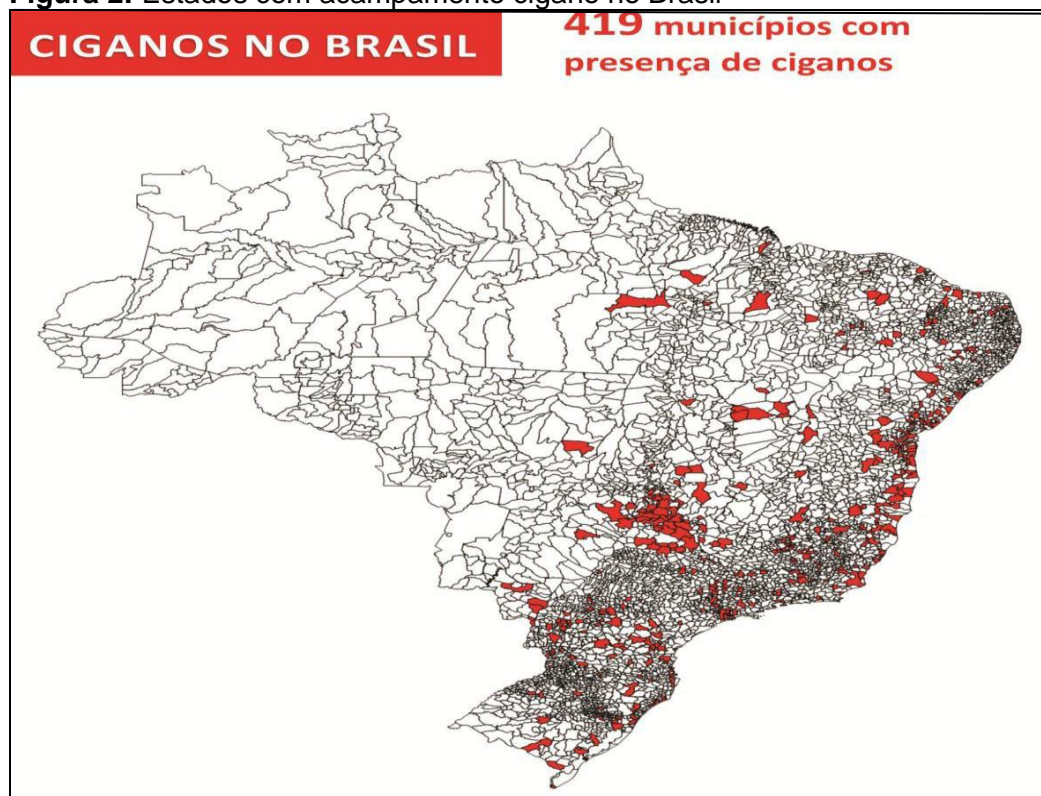 Figura 2: Estados com acampamento cigano no Brasil
CIGANOS NO BRASIL
419 municípios com
presença de ciganos